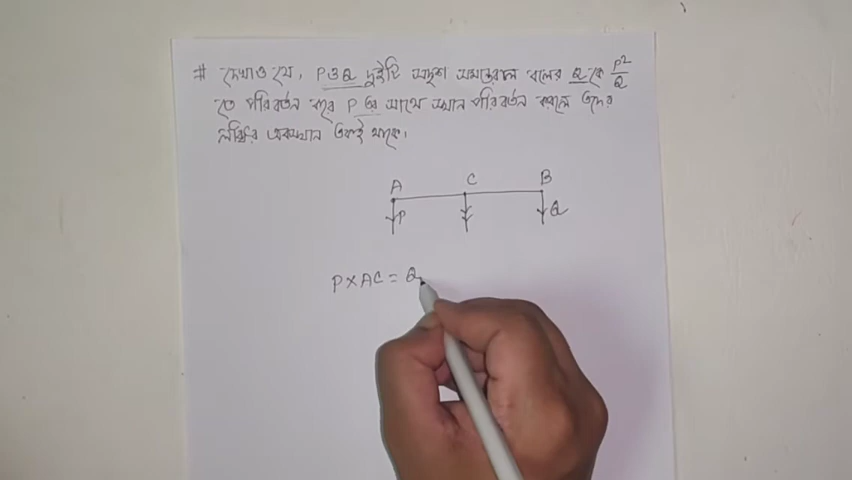 # দেখাও যে, P ও Q দুইটি সদৃশ সমান্তরাল বলের Q কে P²/Q
তে পরিবর্তন করে P এর সাথে স্থান পরিবর্তন করলে তাদের
লব্ধির অবস্থান একই থাকে।
A C B
P Q
P×AC = Q